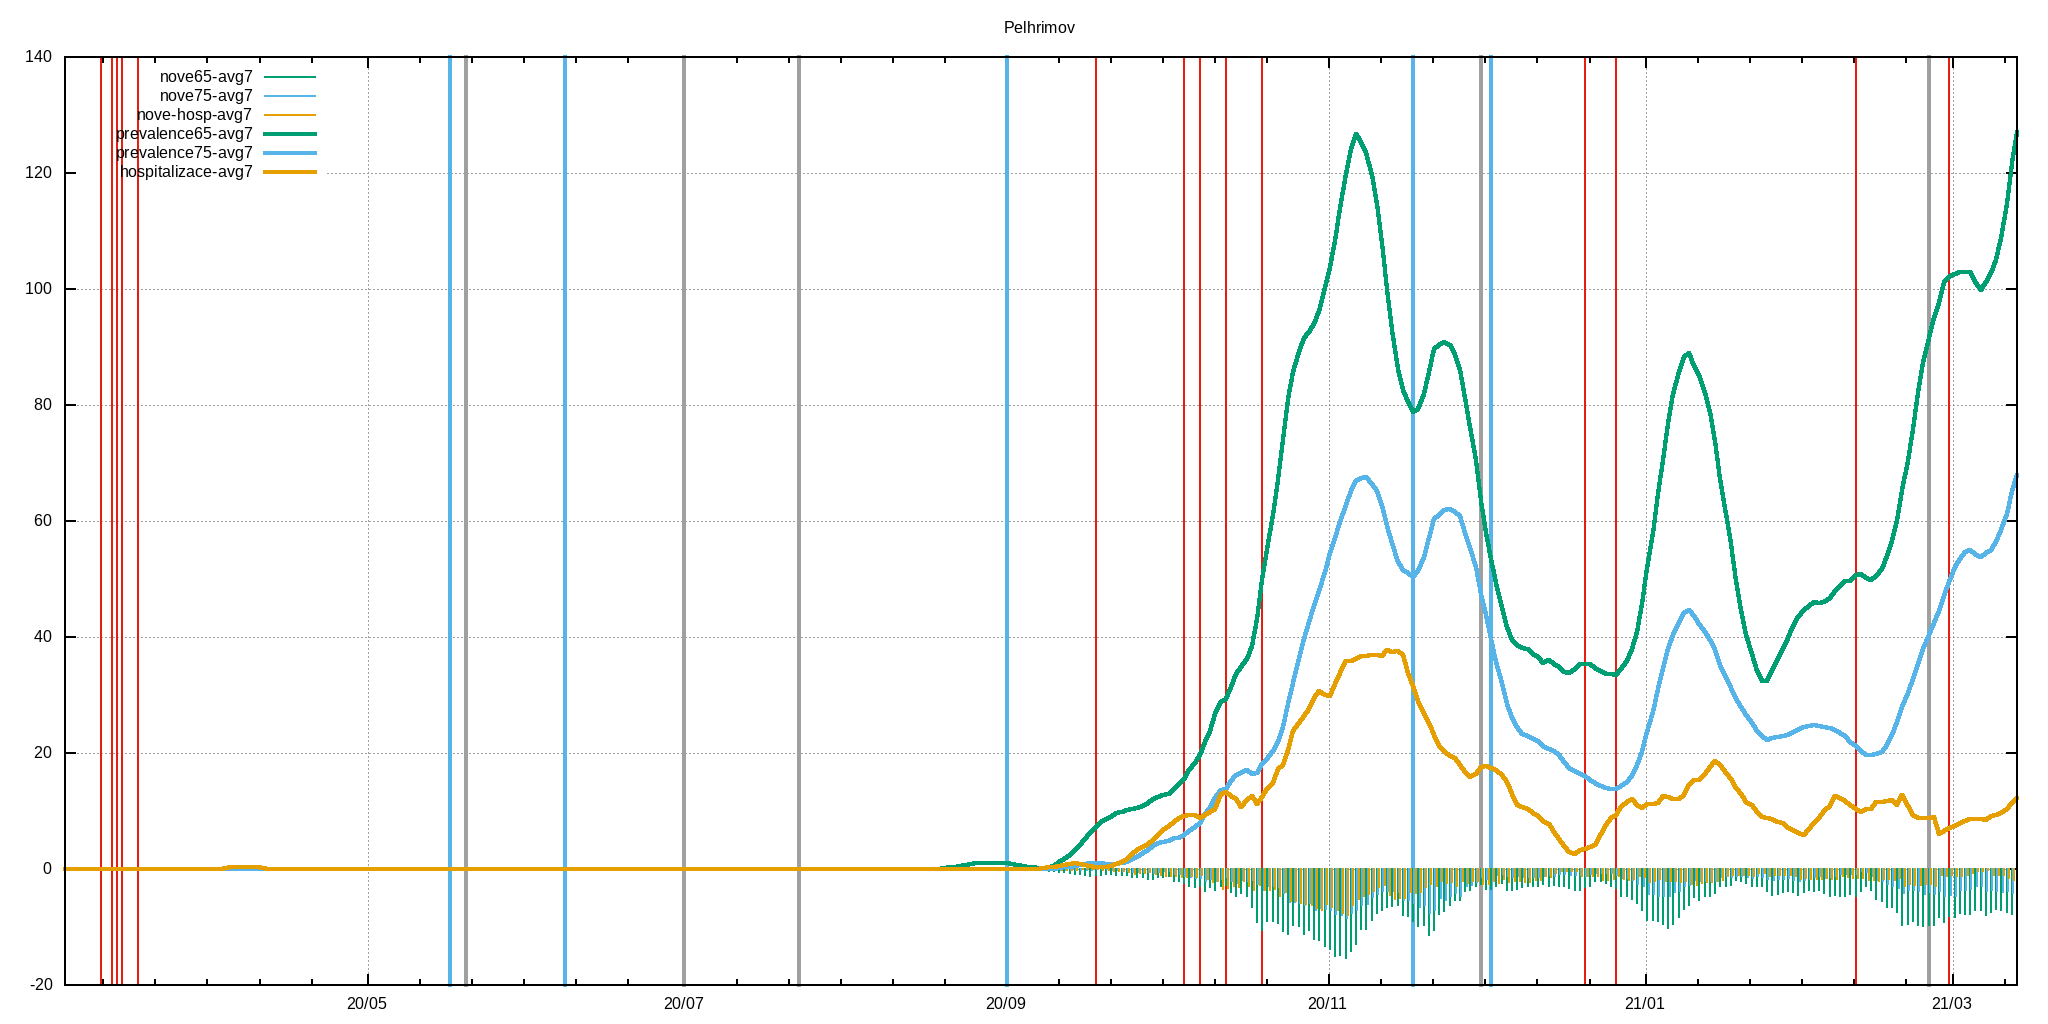 Pelhrimov
140
120
100
80
60
40
20
0
-20
nove65-avg7
nove75-avg7
nove-hosp-avg7
prevalence65-avg7
prevalence75-avg7
hospitalizace-avg7
20/05 20/07 20/09 20/11 21/01 21/03